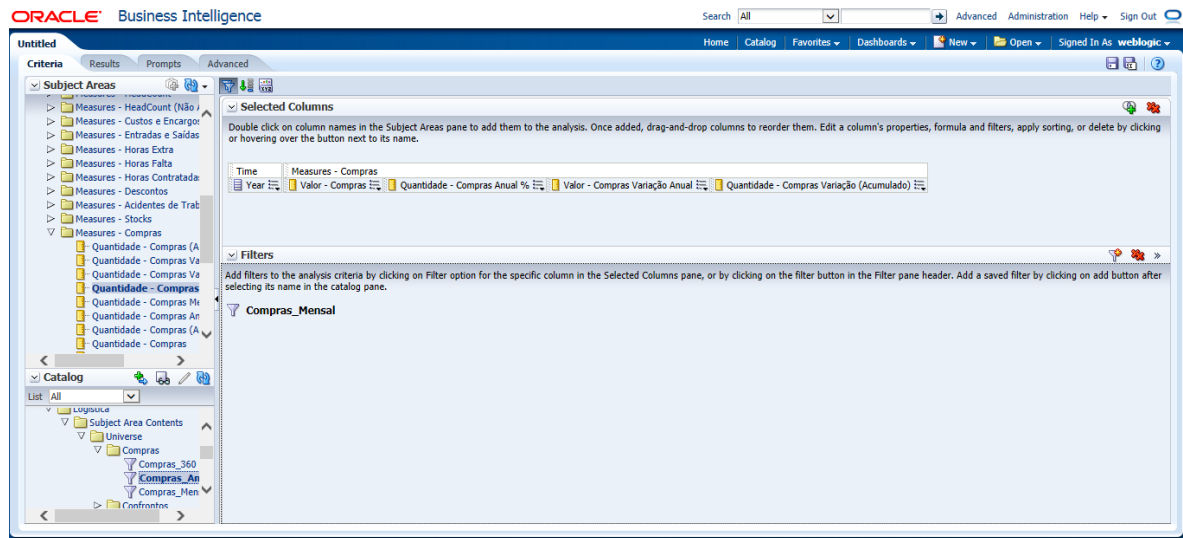 ORACLE Business Intelligence
Search All Advanced Administration Help Sign Out
Untitled
Home Catalog Favorites Dashboards New Open Signed In As weblogic
Criteria Results Prompts Advanced
Subject Areas
Measures - HeadCount
Measures - HeadCount (Não
Measures - Custos e Encargos
Measures - Entradas e Saídas
Measures - Horas Extra
Measures - Horas Falta
Measures - Horas Contratadas
Measures - Descontos
Measures - Acidentes de Trab
Measures - Stocks
Measures - Compras
Quantidade - Compras (A
Quantidade - Compras Va
Quantidade - Compras Va
Quantidade - Compras
Quantidade - Compras Me
Quantidade - Compras An
Quantidade - Compras (A
Quantidade - Compras
Catalog
List All
Logistica
Subject Area Contents
Universe
Compras
Compras_360
Compras_An
Compras_Men
Confrontos
Selected Columns
Double click on column names in the Subject Areas pane to add them to the analysis. Once added, drag-and-drop columns to reorder them. Edit a column's properties, formula and filters, apply sorting, or delete by clicking
or hovering over the button next to its name.
Time Measures - Compras
Year Valor - Compras Quantidade - Compras Anual % Valor - Compras Variação Anual Quantidade - Compras Variação (Acumulado)
Filters
Add filters to the analysis criteria by clicking on Filter option for the specific column in the Selected Columns pane, or by clicking on the filter button in the Filter pane header. Add a saved filter by clicking on add button after
selecting its name in the catalog pane.
Compras_Mensal